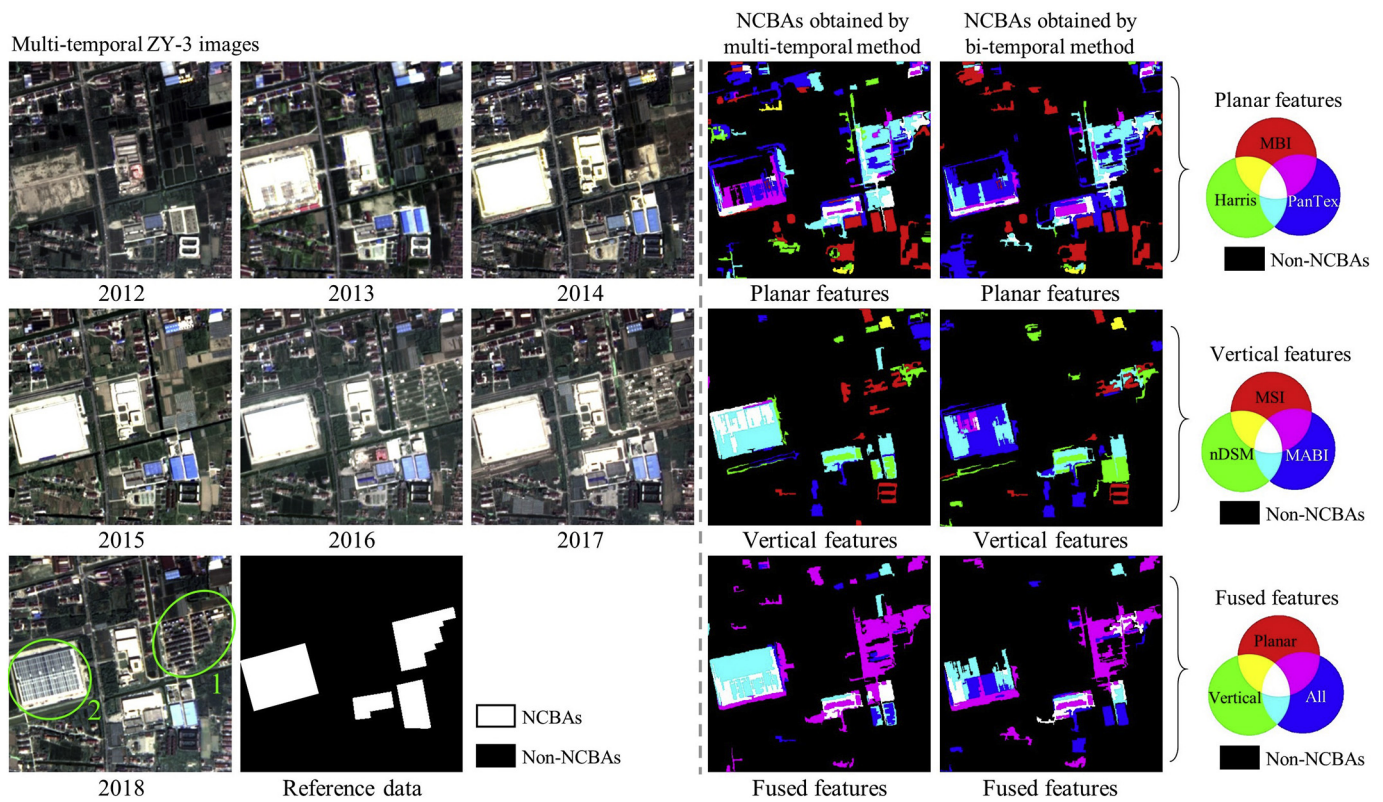 Multi-temporal ZY-3 images
NCBAs obtained by
multi-temporal method
NCBAs obtained by
bi-temporal method
2012
2013
2014
Planar features
Planar features
Planar features
MBI
Harris
PanTex
Non-NCBAs
2015
2016
2017
Vertical features
Vertical features
Vertical features
MSI
nDSM
MABI
Non-NCBAs
1
2
2018
Reference data
NCBAs
Non-NCBAs
Fused features
Fused features
Fused features
Planar
Vertical
All
Non-NCBAs